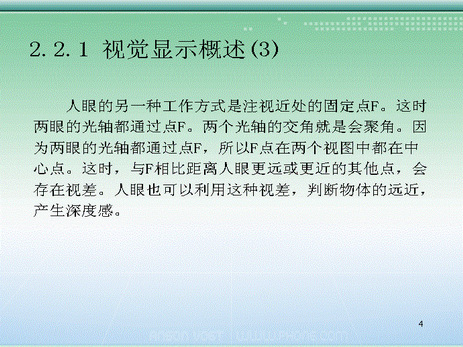 2.2.1 视觉显示概述(3)
人眼的另一种工作方式是注视近处的固定点F。这时
两眼的光轴都通过点F。两个光轴的交角就是会聚角。因
为两眼的光轴都通过点F，所以F点在两个视图中都在中
心点。这时，与F相比距离人眼更远或更近的其他点，会
存在视差。人眼也可以利用这种视差，判断物体的远近，
产生深度感。
4